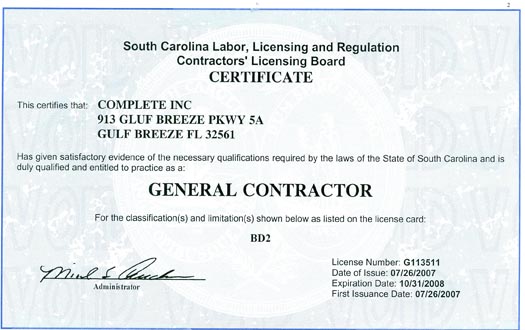 2
South Carolina Labor, Licensing and Regulation
Contractors' Licensing Board
CERTIFICATE
This certifies that: COMPLETE INC
913 GLUF BREEZE PKWY 5A
GULF BREEZE FL 32561
Has given satisfactory evidence of the necessary qualifications required by the laws of the State of South Carolina and is
duly qualified and entitled to practice as a:
GENERAL CONTRACTOR
For the classification(s) and limitation(s) shown below as listed on the license card:
BD2
Administrator
License Number: G113511
Date of Issue: 07/26/2007
Expiration Date: 10/31/2008
First Issuance Date: 07/26/2007